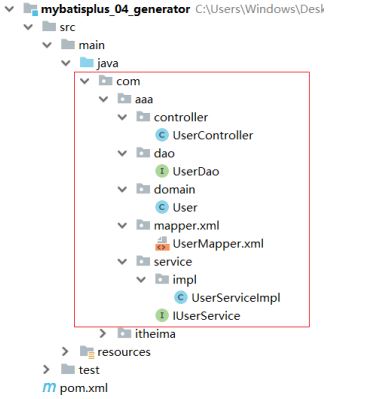 mybatisplus_04_generator C:\Users\Windows\Desk
src
main
java
com
aaa
controller
UserController
dao
UserDao
domain
User
mapper.xml
UserMapper.xml
service
impl
UserServiceImpl
IUserService
itheima
resources
test
pom.xml